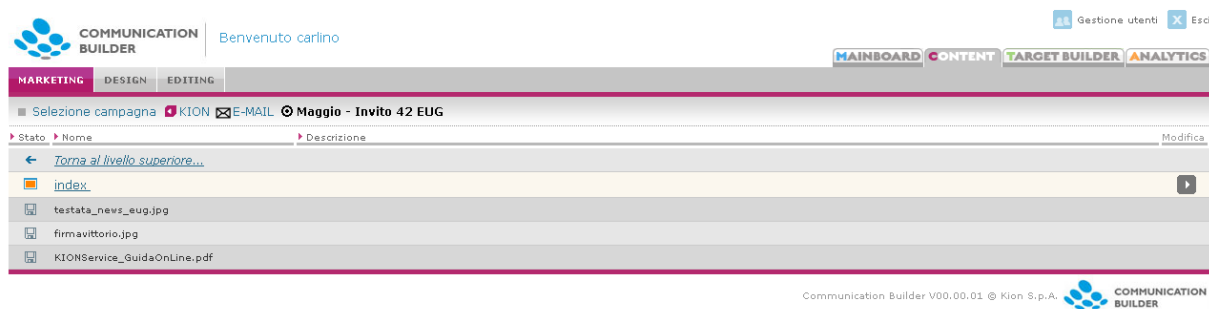 Gestione utenti X Esci
COMMUNICATION
BUILDER
Benvenuto carlino
MAINBOARD CONTENT TARGET BUILDER ANALYTICS
MARKETING DESIGN EDITING
Selezione campagna KION E-MAIL Maggio - Invito 42 EUG
Stato Nome Descrizione Modifica
Torna al livello superiore...
index
testata_news_eug.jpg
firmavittorio.jpg
KIONService_GuidaOnLine.pdf
Communication Builder V00.00.01 @ Kion S.p.A.
COMMUNICATION
BUILDER